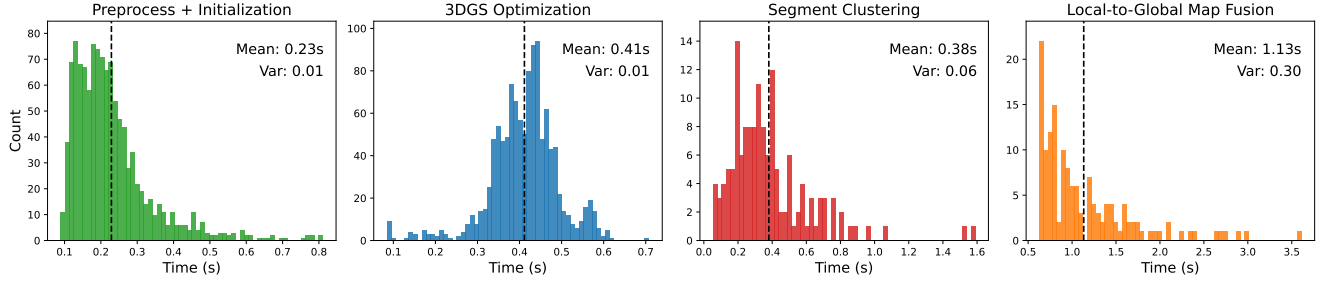 Preprocess + Initialization
Mean: 0.23s
Var: 0.01
80
70
60
50
40
30
20
10
0
Count
0.1 0.2 0.3 0.4 0.5 0.6 0.7 0.8
Time (s)
3DGS Optimization
Mean: 0.41s
Var: 0.01
100
80
60
40
20
0
0.1 0.2 0.3 0.4 0.5 0.6 0.7
Time (s)
Segment Clustering
Mean: 0.38s
Var: 0.06
14
12
10
8
6
4
2
0
0.0 0.2 0.4 0.6 0.8 1.0 1.2 1.4 1.6
Time (s)
Local-to-Global Map Fusion
Mean: 1.13s
Var: 0.30
20
15
10
5
0
0.5 1.0 1.5 2.0 2.5 3.0 3.5
Time (s)